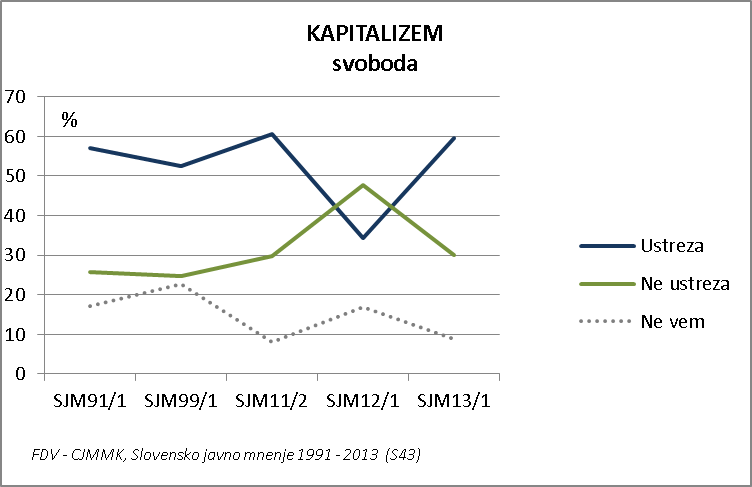 KAPITALIZEM
svoboda
70
%
60
50
40
30
20
10
0
SJM91/1 SJM99/1 SJM11/2 SJM12/1 SJM13/1
Ustreza
Ne ustreza
Ne vem
FDV - CJMMK, Slovensko javno mnenje 1991 - 2013 (S43)